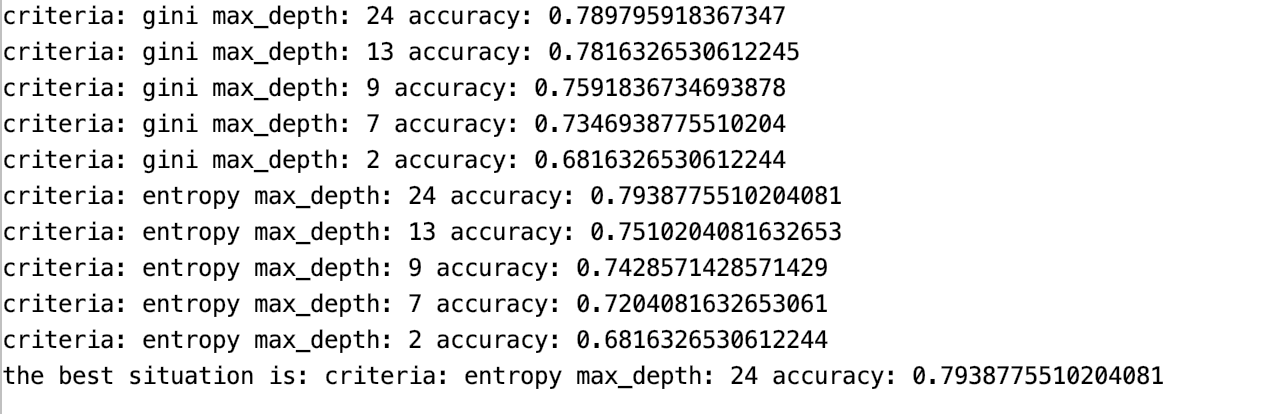 criteria: gini max_depth: 24 accuracy: 0.789795918367347
criteria: gini max_depth: 13 accuracy: 0.7816326530612245
criteria: gini max_depth: 9 accuracy: 0.7591836734693878
criteria: gini max_depth: 7 accuracy: 0.7346938775510204
criteria: gini max_depth: 2 accuracy: 0.6816326530612244
criteria: entropy max_depth: 24 accuracy: 0.7938775510204081
criteria: entropy max_depth: 13 accuracy: 0.7510204081632653
criteria: entropy max_depth: 9 accuracy: 0.7428571428571429
criteria: entropy max_depth: 7 accuracy: 0.7204081632653061
criteria: entropy max_depth: 2 accuracy: 0.6816326530612244
the best situation is: criteria: entropy max_depth: 24 accuracy: 0.7938775510204081